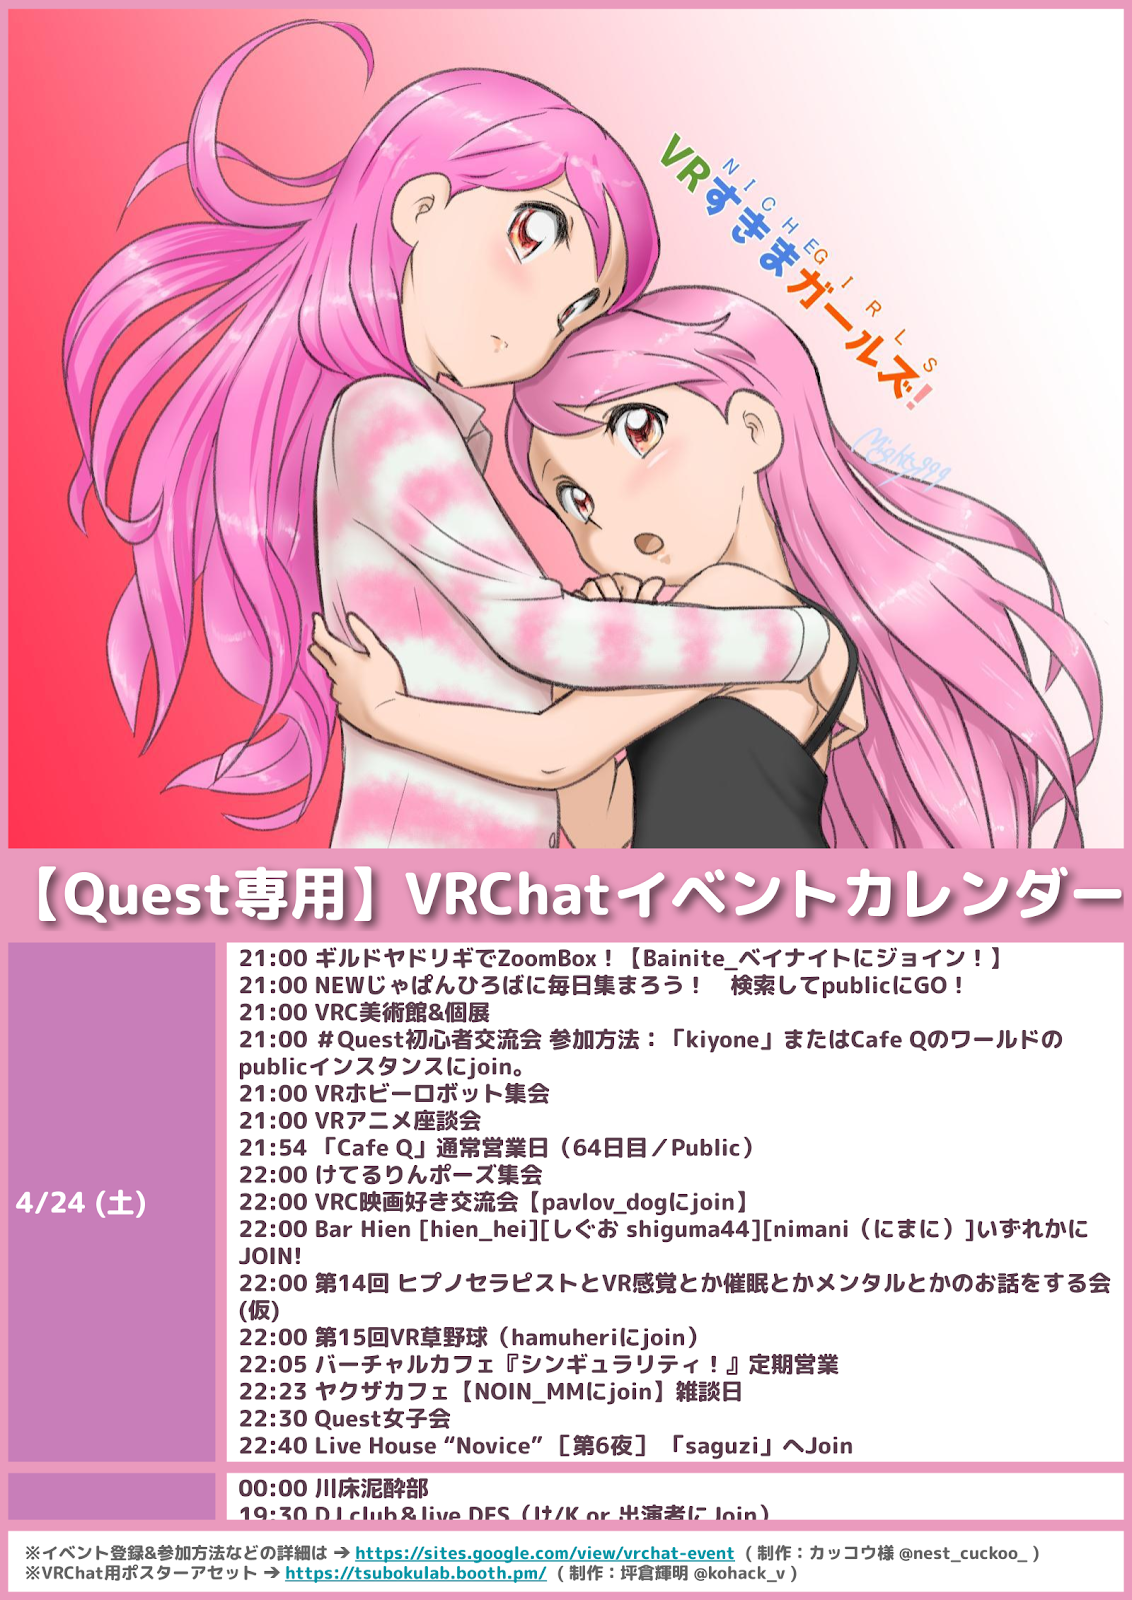 NICHE GIRLS
VRすきまガールズ!
Mighty999
【Quest専用】VRChatイベントカレンダー
4/24 (土)
21:00 ギルドヤドリギでZoomBox！【Bainite_ベイナイトにジョイン！】
21:00 NEWじゃぱんひろばに毎日集まろう！　検索してpublicにGO！
21:00 VRC美術館&個展
21:00 ＃Quest初心者交流会 参加方法：「kiyone」またはCafe Qのワールドの
publicインスタンスにjoin。
21:00 VRホビーロボット集会
21:00 VRアニメ座談会
21:54 「Cafe Q」通常営業日（64日目／Public）
22:00 けてるりんポーズ集会
22:00 VRC映画好き交流会【pavlov_dogにjoin】
22:00 Bar Hien [hien_hei][しぐお shiguma44][nimani（にまに）]いずれかに
JOIN!
22:00 第14回 ヒプノセラピストとVR感覚とか催眠とかメンタルとかのお話をする会
(仮)
22:00 第15回VR草野球（hamuheriにjoin）
22:05 バーチャルカフェ『シンギュラリティ！』定期営業
22:23 ヤクザカフェ【NOIN_MMにjoin】雑談日
22:30 Quest女子会
22:40 Live House “Novice” ［第6夜］ 「saguzi」へJoin
00:00 川床泥酔部
19:30 DJ club＆live DFS（け/K or 出演者に Join）
※イベント登録&参加方法などの詳細は ➔ https://sites.google.com/view/vrchat-event （ 制作：カッコウ様 @nest_cuckoo_ ）
※VRChat用ポスターアセット ➔ https://tsubokulab.booth.pm/ （ 制作：坪倉輝明 @kohack_v ）